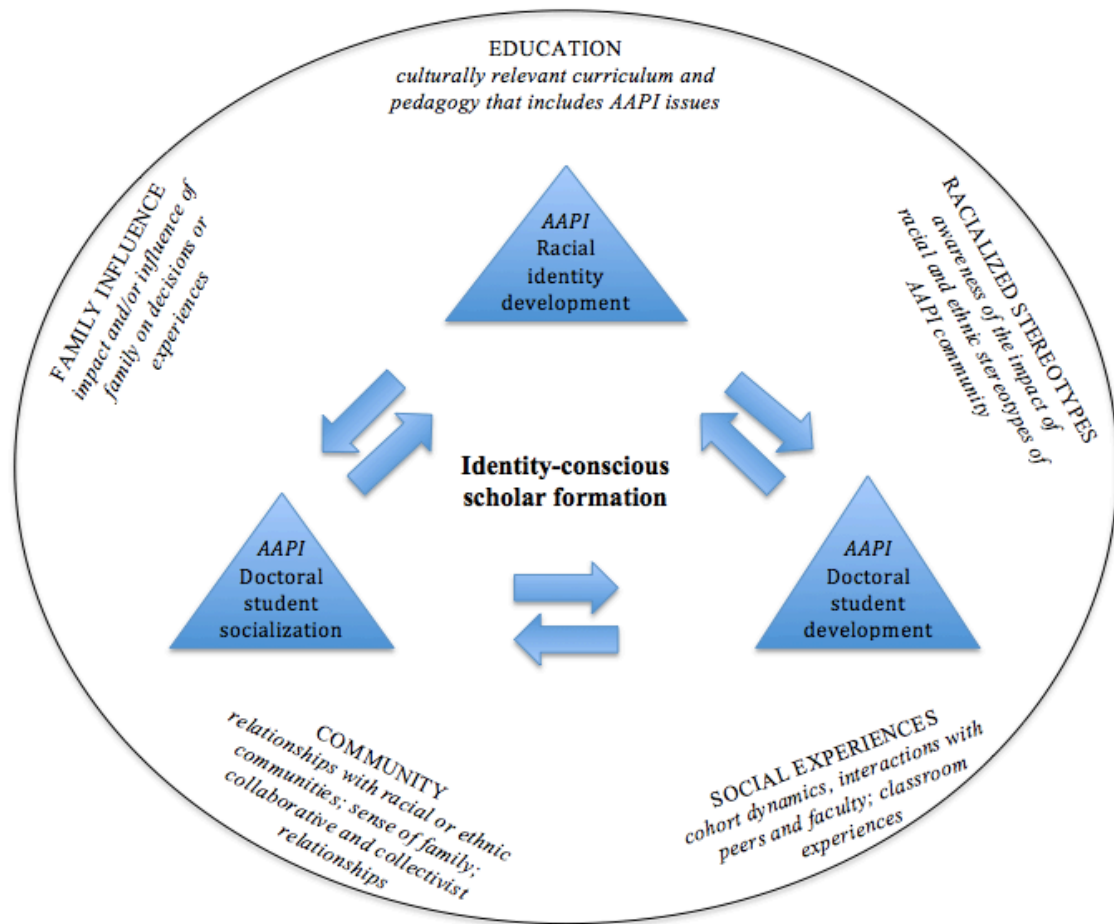 EDUCATION
culturally relevant curriculum and
pedagogy that includes AAPI issues
FAMILY INFLUENCE
impact and/or influence of
family on decisions or
experiences
RACIALIZED STEREOTYPES
awareness of the impact of
racial and ethnic stereotypes of
AAPI community
AAPI
Racial
identity
development
Identity-conscious
scholar formation
AAPI
Doctoral
student
socialization
AAPI
Doctoral
student
development
COMMUNITY
relationships with racial or ethnic
communities; sense of family;
collaborative and collectivist
relationships
SOCIAL EXPERIENCES
cohort dynamics, interactions with
peers and faculty; classroom
experiences